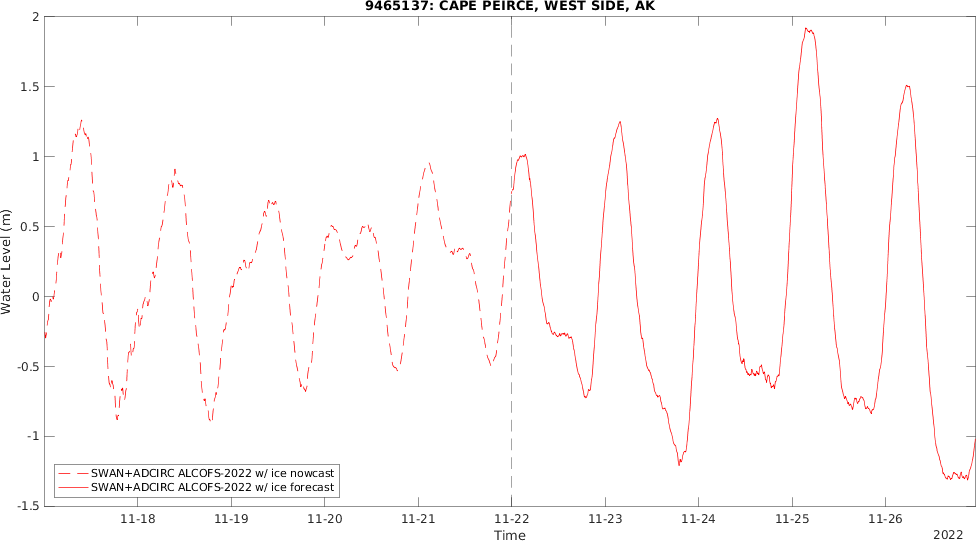 9465137: CAPE PEIRCE, WEST SIDE, AK
Water Level (m)
2
1.5
1
0.5
0
-0.5
-1
-1.5
SWAN+ADCIRC ALCOFS-2022 w/ ice nowcast
SWAN+ADCIRC ALCOFS-2022 w/ ice forecast
11-18 11-19 11-20 11-21 11-22 11-23 11-24 11-25 11-26
Time
2022